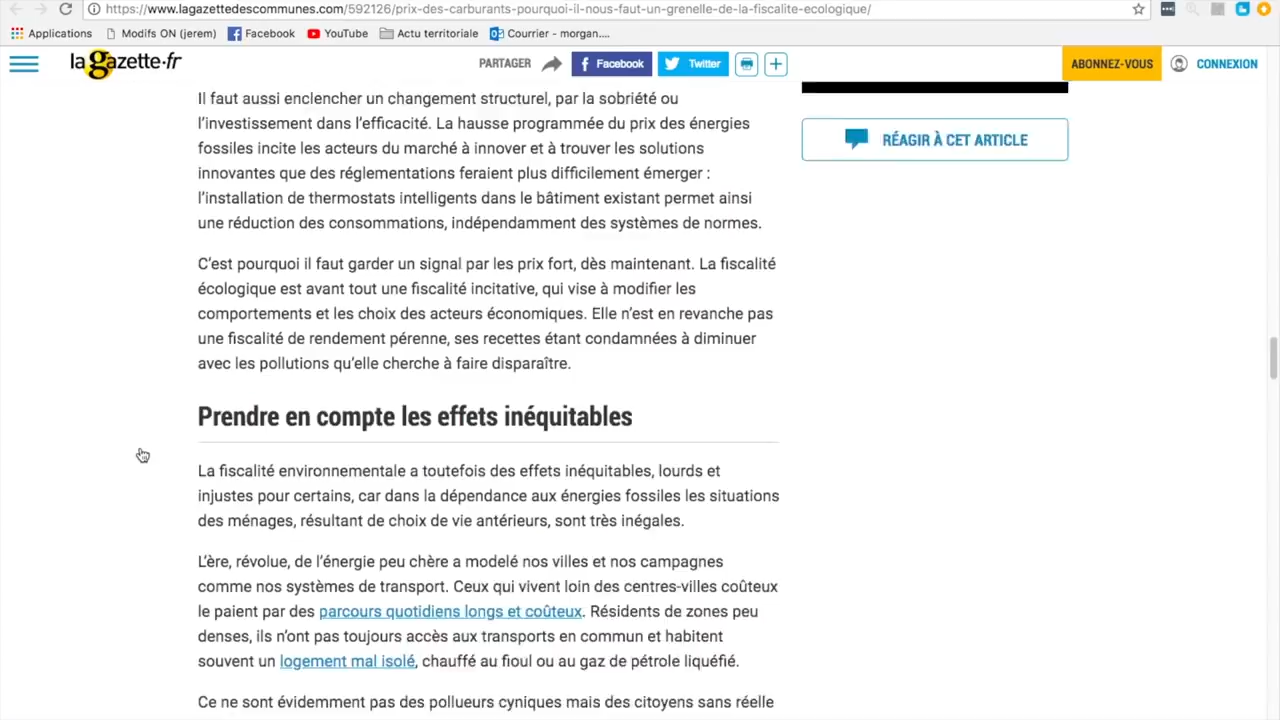 https://www.lagazettedescommunes.com/592126/prix-des-carburants-pourquoi-il-nous-faut-un-grenelle-de-la-fiscalite-ecologique/
Applications Modifs ON (jerem) Facebook YouTube Actu territoriale Courrier - morgan....
la gazette.fr PARTAGER Facebook Twitter ABONNEZ-VOUS CONNEXION
Il faut aussi enclencher un changement structurel, par la sobriété ou
l'investissement dans l'efficacité. La hausse programmée du prix des énergies
fossiles incite les acteurs du marché à innover et à trouver les solutions
innovantes que des réglementations feraient plus difficilement émerger :
l'installation de thermostats intelligents dans le bâtiment existant permet ainsi
une réduction des consommations, indépendamment des systèmes de normes.
RÉAGIR À CET ARTICLE
C'est pourquoi il faut garder un signal par les prix fort, dès maintenant. La fiscalité
écologique est avant tout une fiscalité incitative, qui vise à modifier les
comportements et les choix des acteurs économiques. Elle n'est en revanche pas
une fiscalité de rendement pérenne, ses recettes étant condamnées à diminuer
avec les pollutions qu'elle cherche à faire disparaître.
Prendre en compte les effets inéquitables
La fiscalité environnementale a toutefois des effets inéquitables, lourds et
injustes pour certains, car dans la dépendance aux énergies fossiles les situations
des ménages, résultant de choix de vie antérieurs, sont très inégales.
L'ère, révolue, de l'énergie peu chère a modelé nos villes et nos campagnes
comme nos systèmes de transport. Ceux qui vivent loin des centres-villes coûteux
le paient par des parcours quotidiens longs et coûteux. Résidents de zones peu
denses, ils n'ont pas toujours accès aux transports en commun et habitent
souvent un logement mal isolé, chauffé au fioul ou au gaz de pétrole liquéfié.
Ce ne sont évidemment pas des pollueurs cyniques mais des citoyens sans réelle